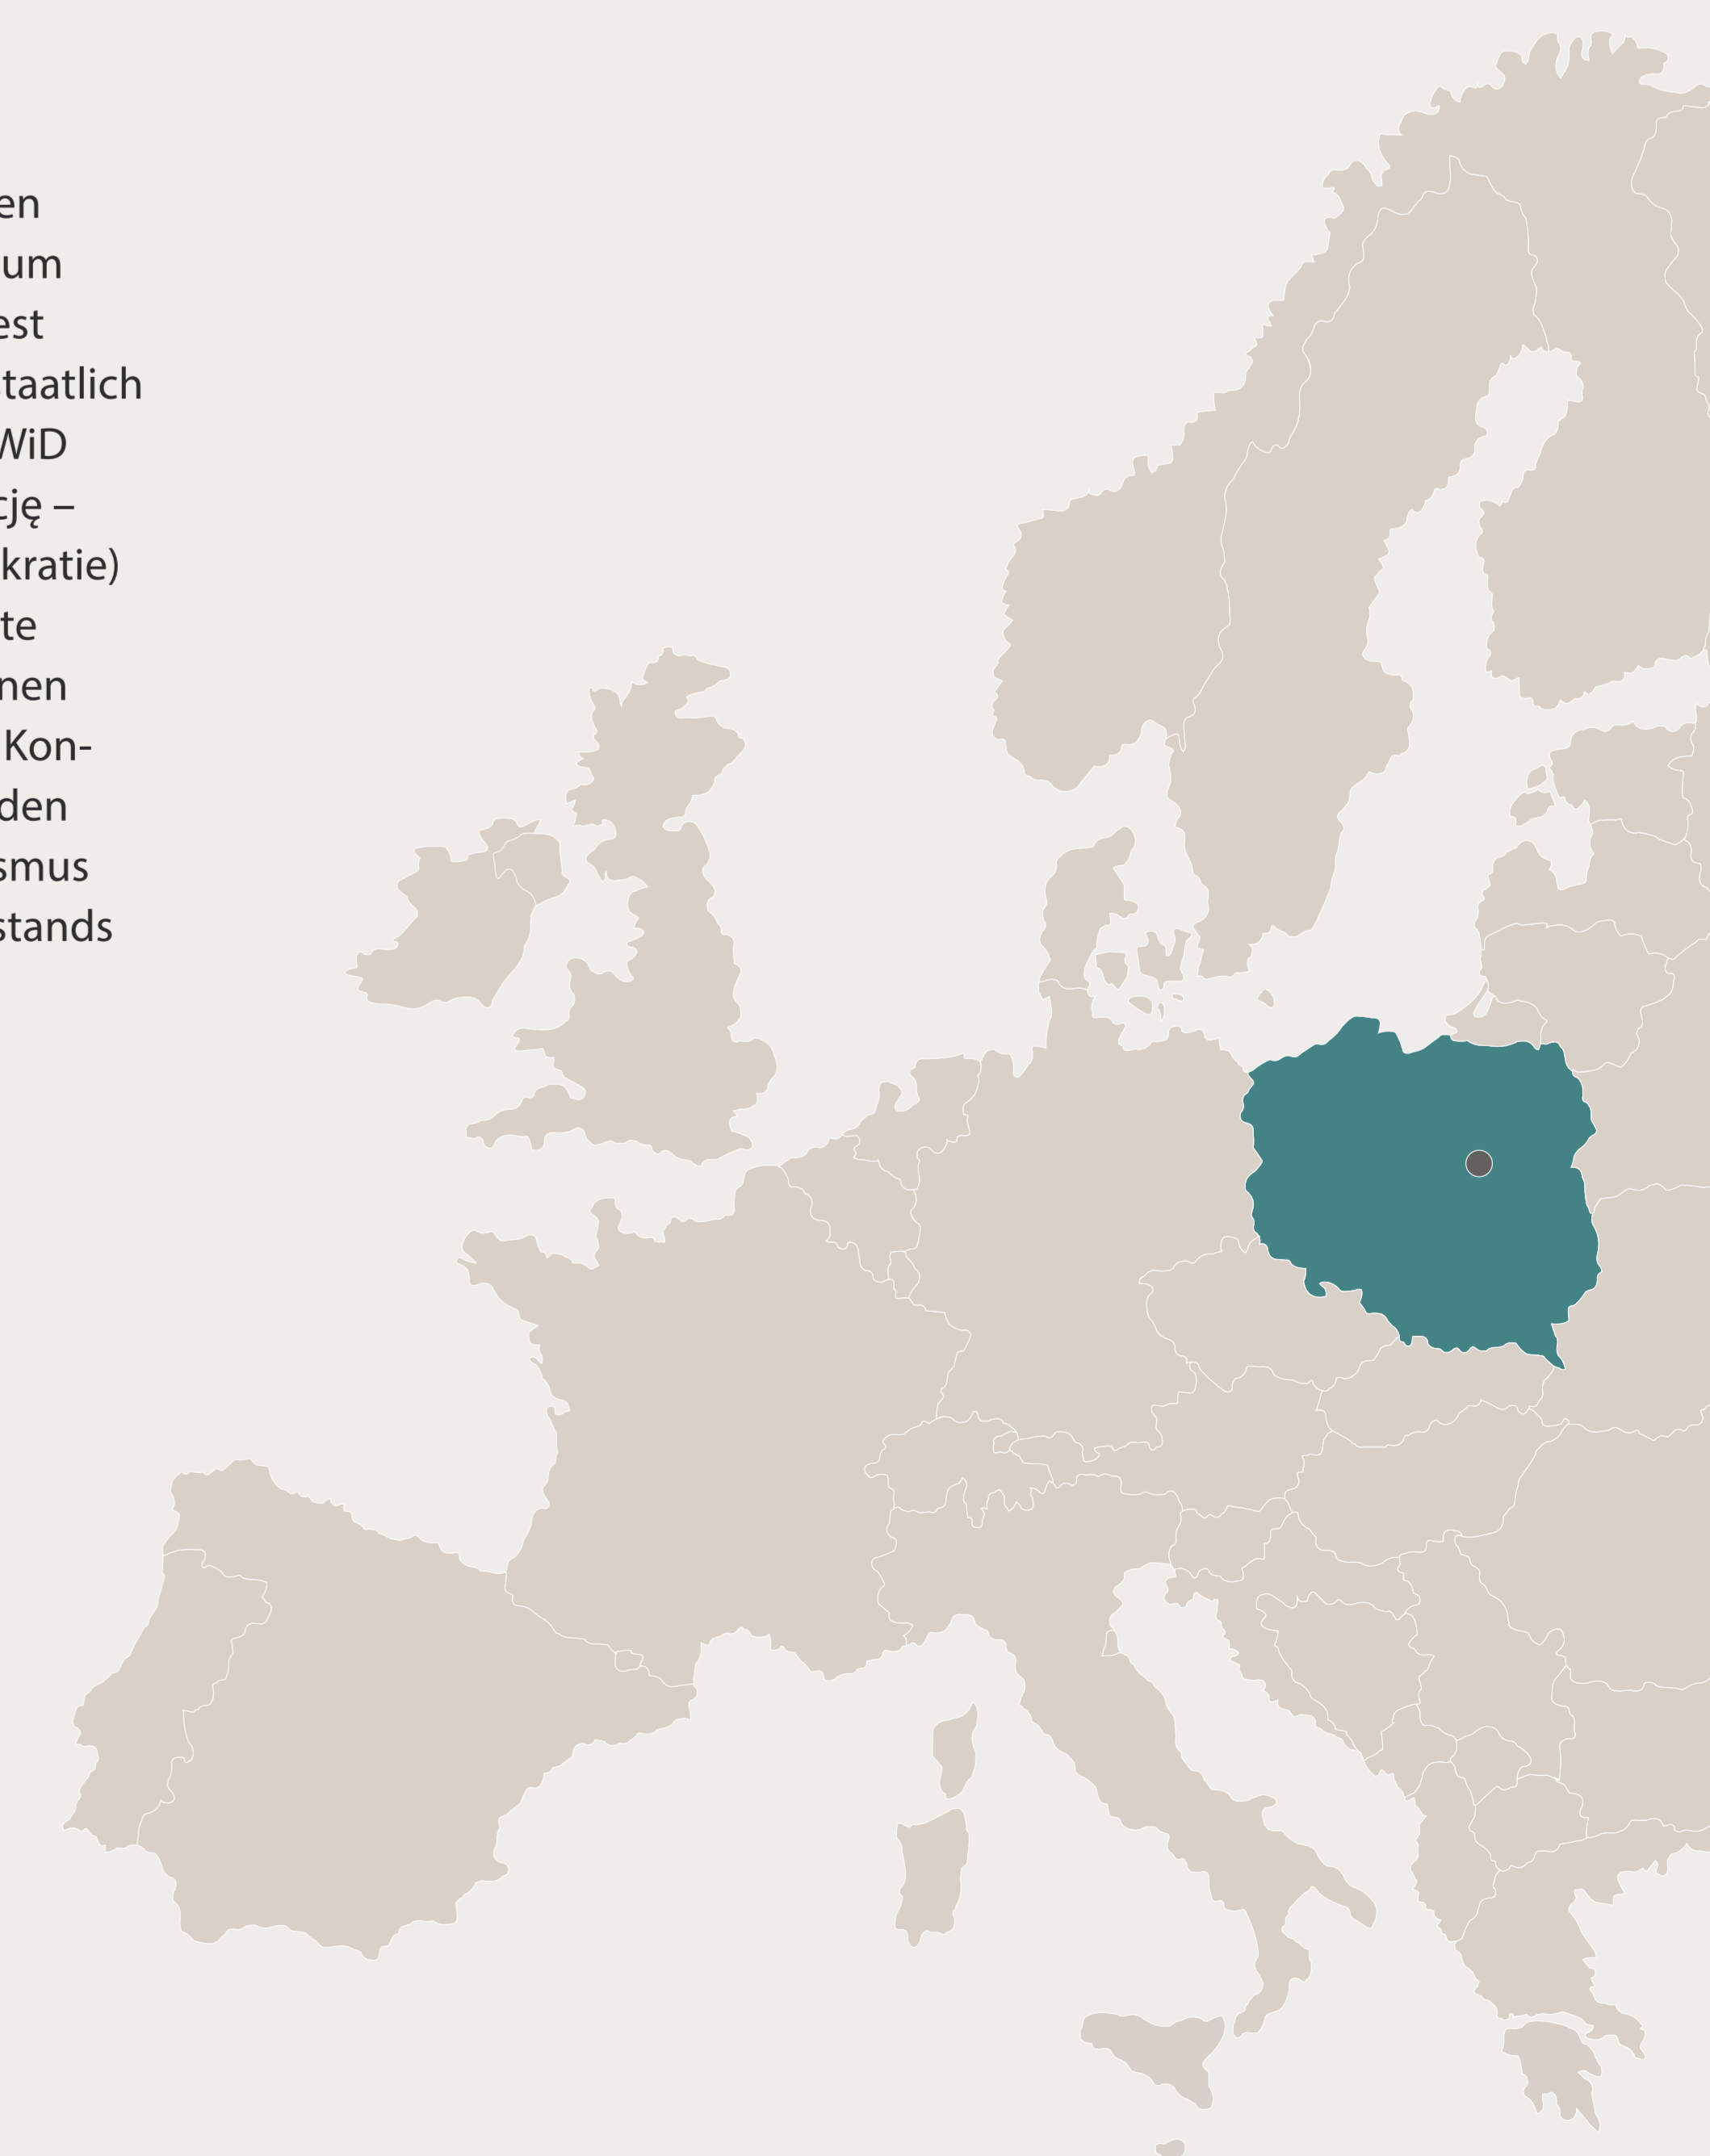 en
um
est
taatlich
WiD
cję –
kratie)
te
nen
Kon-
den
smus
stands